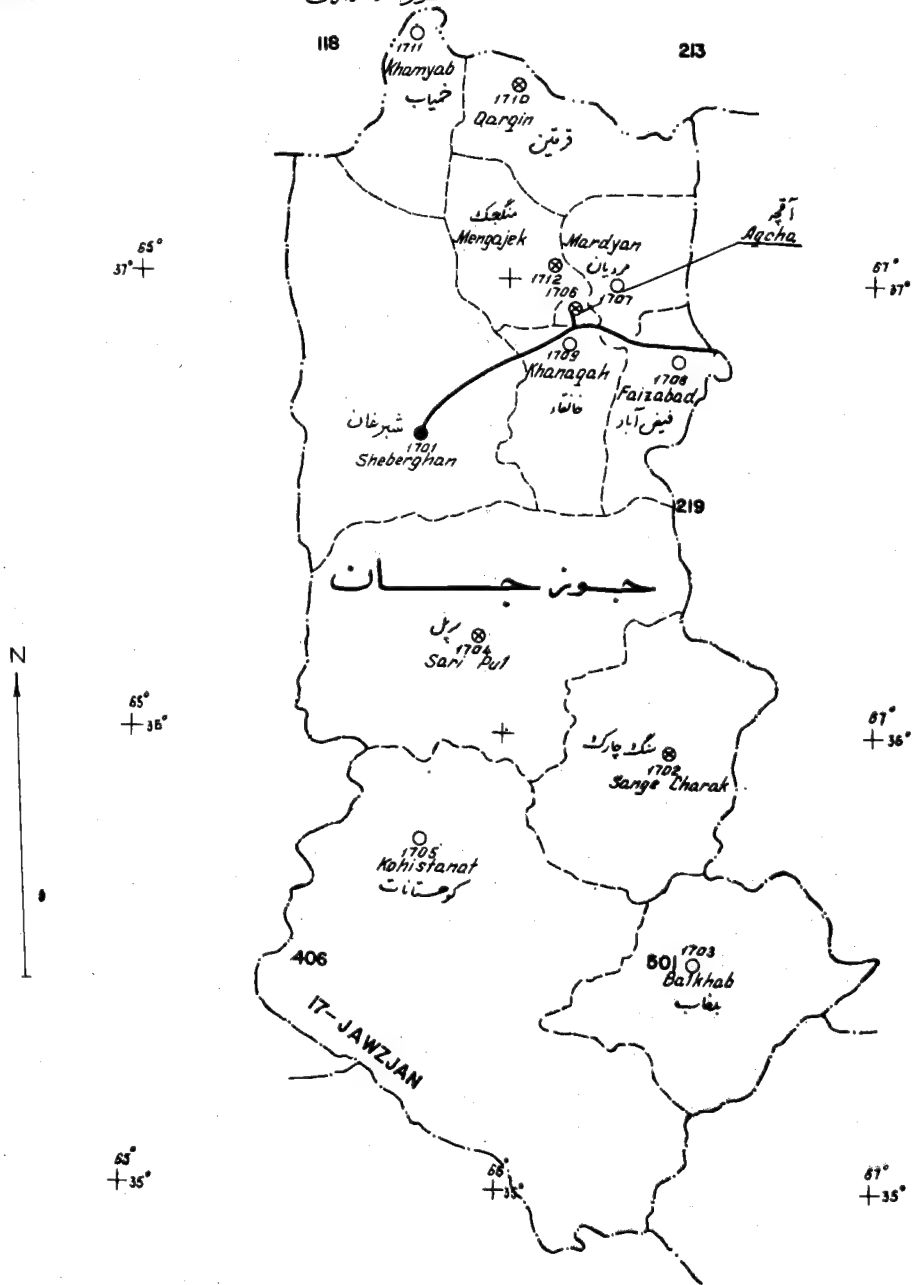 118
213
1711
Khamyab
خمیاب
1710
Qarqin
قرقین
منگجک
Mengajek
Mardyan
مردیان
آقچه
Aqcha
65°
37°
67°
37°
1712
1706
1707
1709
Khanaqah
خانقاه
1708
Faizabad
فیض آباد
شبرغان
1701
Sheberghan
219
جوزجان
N
سرپل
1704
Sari Pul
65°
36°
67°
36°
سنگ چارک
1702
Sange Charak
1705
Kohistanat
کوهستانات
406
501
1703
Balkhab
بلخاب
17-JAWZJAN
65°
35°
66°
35°
67°
35°